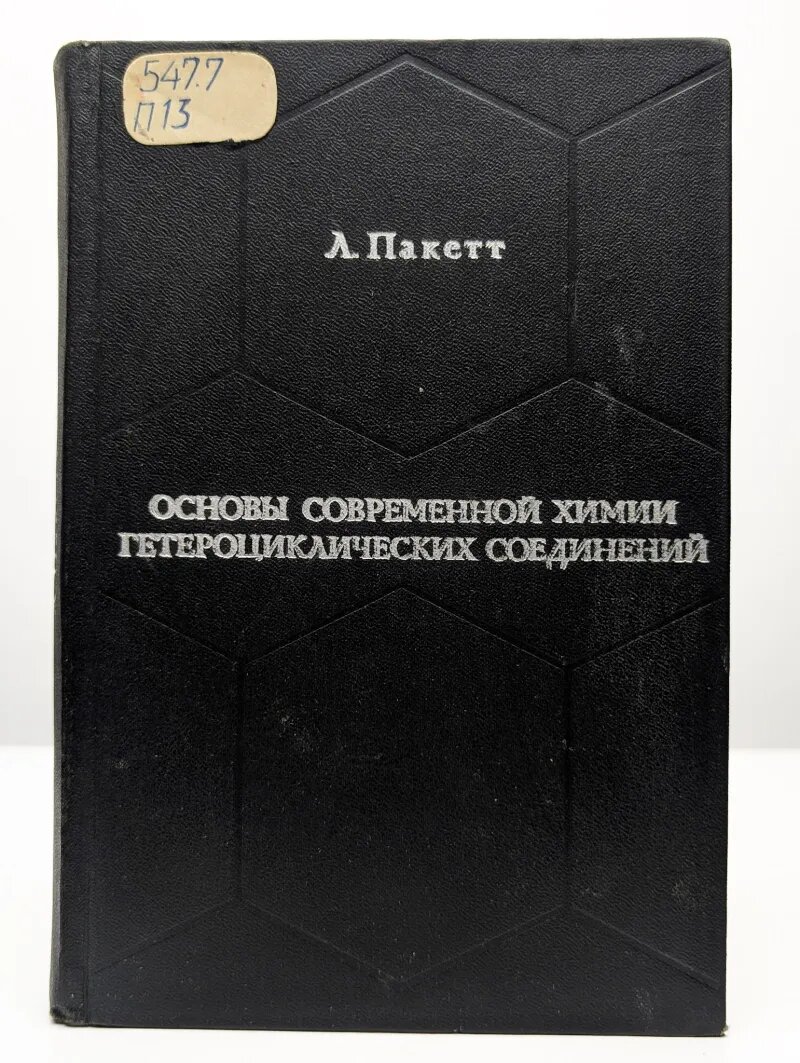 547.7
П13
Л. Пакетт
ОСНОВЫ СОВРЕМЕННОЙ ХИМИИ
ГЕТЕРОЦИКЛИЧЕСКИХ СОЕДИНЕНИЙ